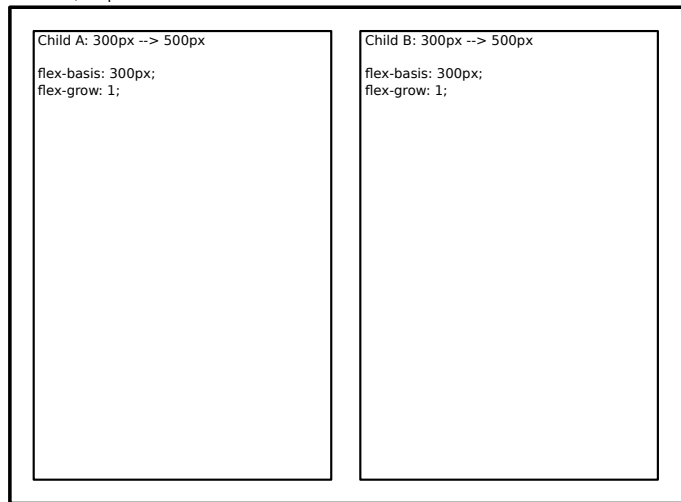 Child A: 300px --> 500px
flex-basis: 300px;
flex-grow: 1;
Child B: 300px --> 500px
flex-basis: 300px;
flex-grow: 1;